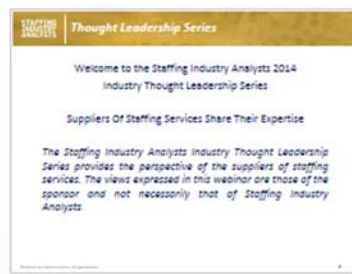 STAFFING
INDUSTRY
ANALYSTS
Thought Leadership Series
Welcome to the Staffing Industry Analysts 2014
Industry Thought Leadership Series
Suppliers Of Staffing Services Share Their Expertise
The Staffing Industry Analysts Industry Thought Leadership
Series provides the perspective of the suppliers of staffing
services. The views expressed in this webinar are those of the
sponsor and not necessarily that of Staffing Industry
Analysts.